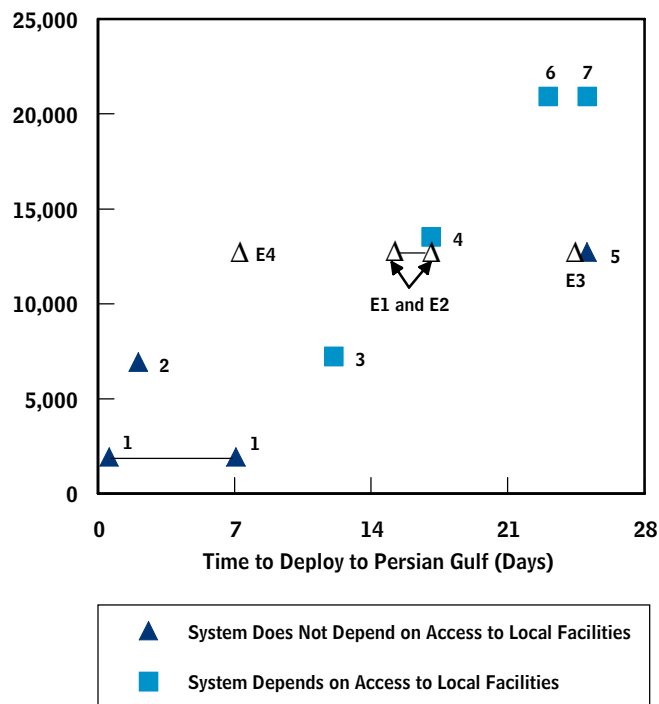 25,000
6 7
20,000
15,000
4
E4
5
E3
10,000
E1 and E2
2
3
5,000
1 1
0
0 7 14 21 28
Time to Deploy to Persian Gulf (Days)
System Does Not Depend on Access to Local Facilities
System Depends on Access to Local Facilities